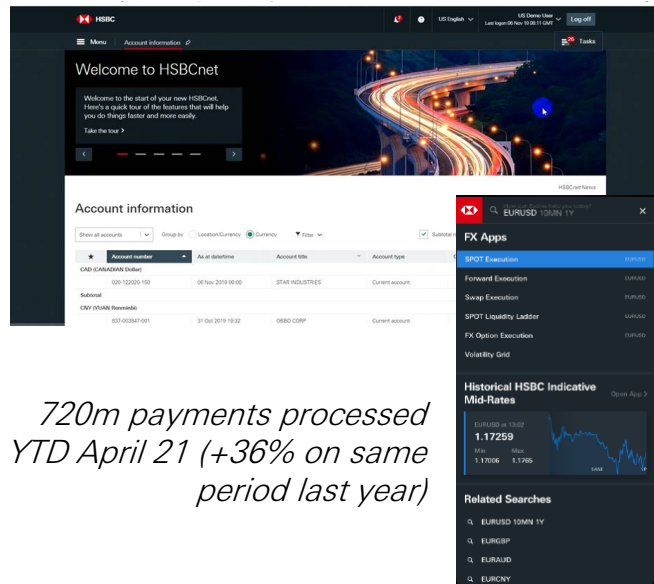 HSBC
US English
US Demo User
Last logon 06 Nov 19 08:11 GMT
Log off
Menu
Account information
26 Tasks
Welcome to HSBCnet
Welcome to the start of your new HSBCnet.
Here's a quick tour of the features that will help
you do things faster and more easily.
Take the tour >
HSBCnet News
Account information
Show all accounts
Group by
Location/Currency
Currency
Filter
Account number
As at date/time
Account title
Account type
CAD (CANADIAN Dollar)
020-122020-150
06 Nov 2019 00:00
STAR INDUSTRIES
Current account
Subtotal
CNY (YUAN Renminbi)
837-003847-001
31 Oct 2019 19:32
OBBO CORP
Current account
EURUSD 10MN 1Y
FX Apps
SPOT Execution EURUSD
Forward Execution EURUSD
Swap Execution EURUSD
SPOT Liquidity Ladder EURUSD
FX Option Execution EURUSD
Volatility Grid
Historical HSBC Indicative
Mid-Rates
Open App >
EURUSD at 19:02
1.17259
Min Max
1.17006 1.1765
Related Searches
EURUSD 10MN 1Y
EURGBP
EURAUD
EURCNY
720m payments processed
YTD April 21 (+36% on same
period last year)